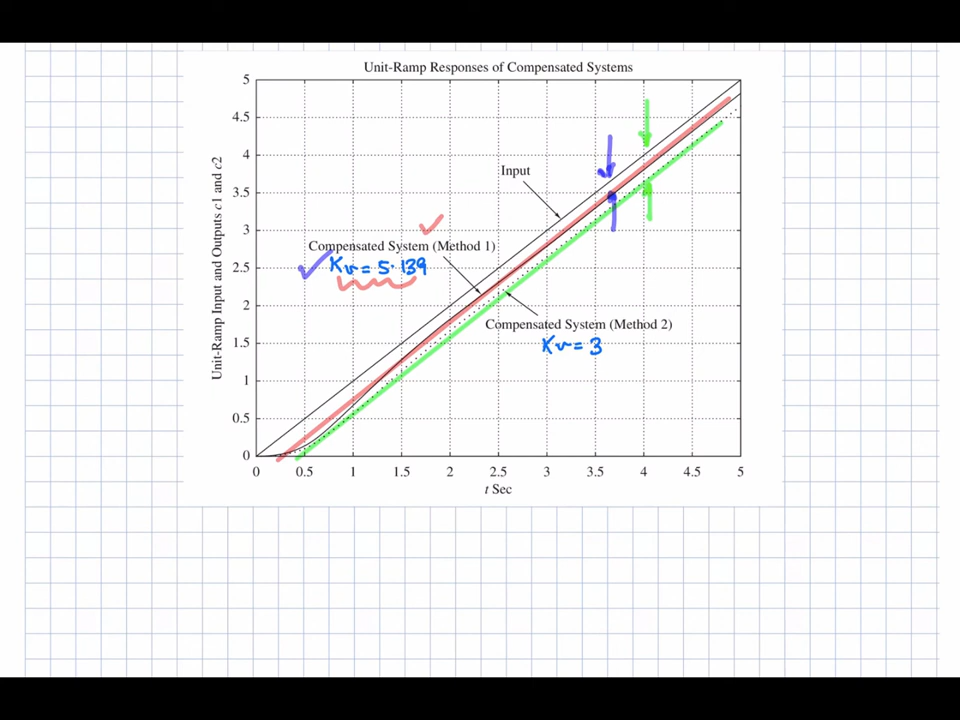 Unit-Ramp Responses of Compensated Systems
Unit-Ramp Input and Outputs c1 and c2
5
4.5
4
3.5
3
2.5
2
1.5
1
0.5
0
Input
Compensated System (Method 1)
Kv = 5.139
Compensated System (Method 2)
Kv = 3
0 0.5 1 1.5 2 2.5 3 3.5 4 4.5 5
t Sec